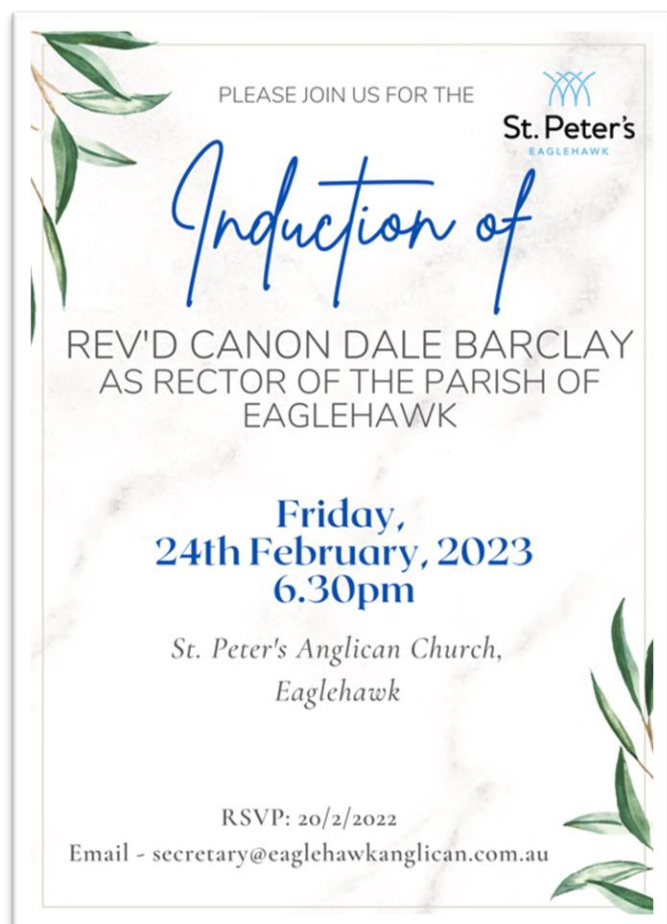 PLEASE JOIN US FOR THE
St. Peter's
EAGLEHAWK
Induction of
REV'D CANON DALE BARCLAY
AS RECTOR OF THE PARISH OF
EAGLEHAWK
Friday,
24th February, 2023
6.30pm
St. Peter's Anglican Church,
Eaglehawk
RSVP: 20/2/2022
Email - secretary@eaglehawkanglican.com.au